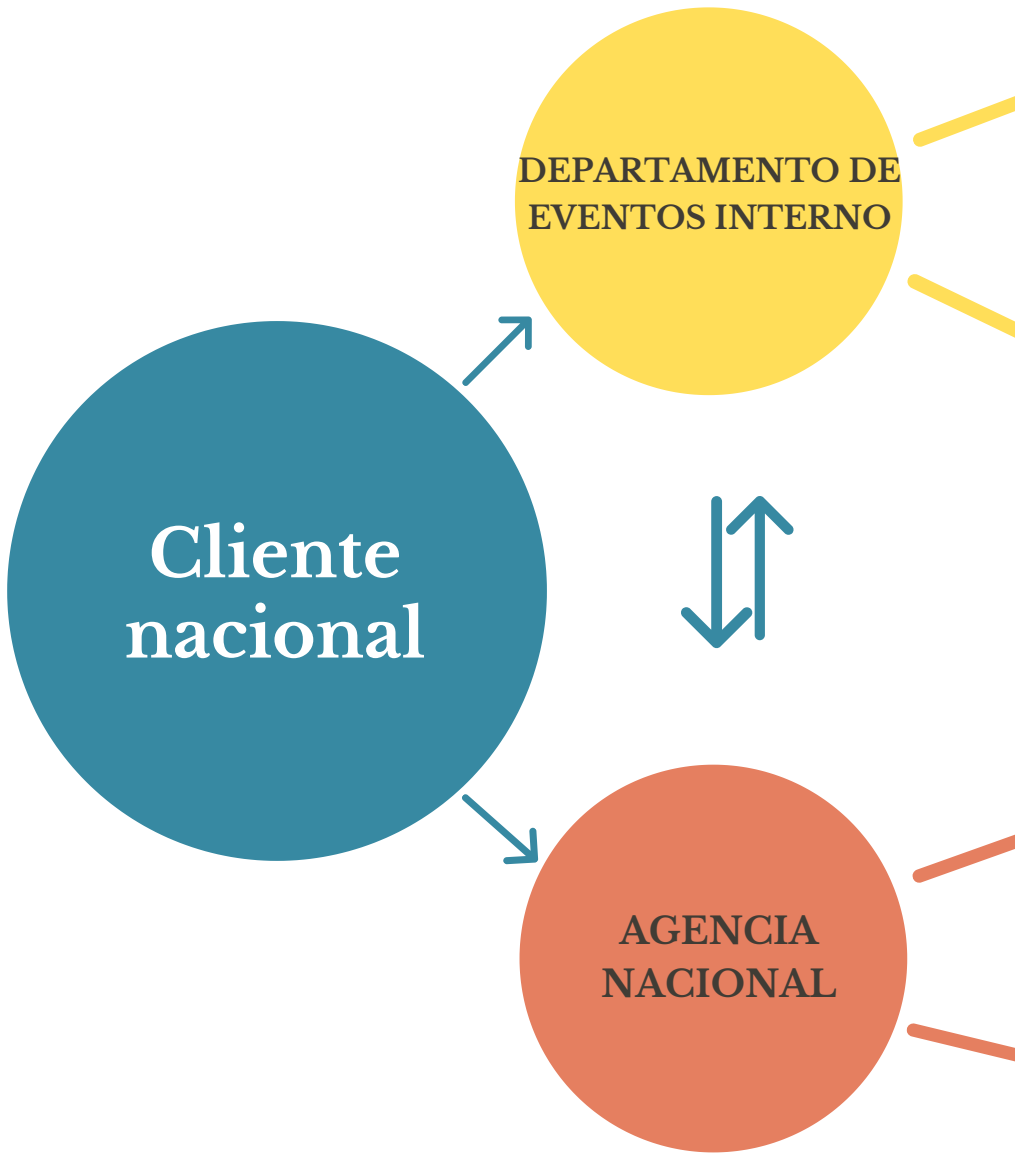 DEPARTAMENTO DE
EVENTOS INTERNO
Cliente
nacional
AGENCIA
NACIONAL